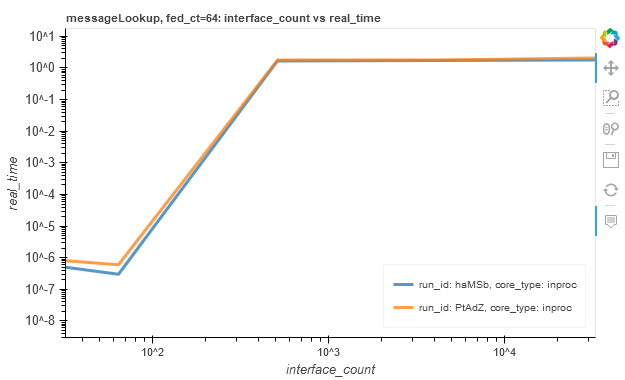 messageLookup, fed_ct=64: interface_count vs real_time
10^1
10^0
10^-1
10^-2
10^-3
10^-4
10^-5
10^-6
10^-7
10^-8
real_time
run_id: haMSb, core_type: inproc
run_id: PtAdZ, core_type: inproc
10^2
10^3
10^4
interface_count